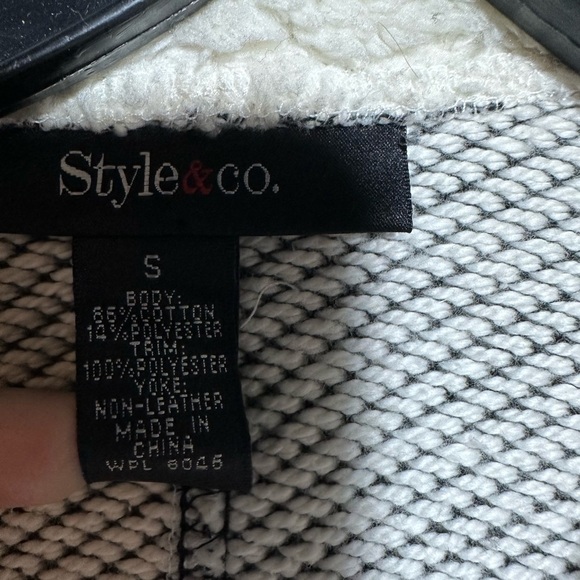 Style&co.
S
BODY:
86%COTTON
14%POLYESTER
TRIM:
100%POLYESTER
YOKE:
NON-LEATHER
MADE IN
CHINA
WPL 8045